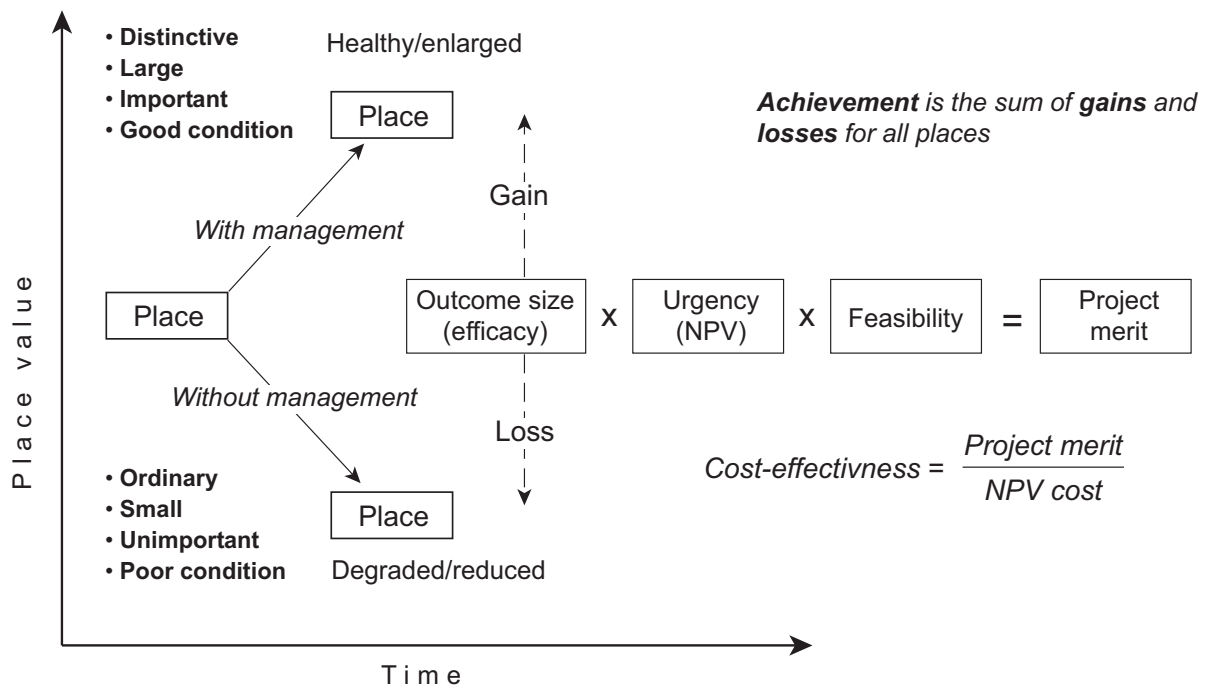 • Distinctive
• Large
• Important
• Good condition
Healthy/enlarged
Place
Achievement is the sum of gains and
losses for all places
Gain
With management
Place
Outcome size
(efficacy)
x
Urgency
(NPV)
x
Feasibility
=
Project
merit
Without management
Loss
Cost-effectivness = Project merit
NPV cost
• Ordinary
• Small
• Unimportant
• Poor condition
Place
Degraded/reduced
Place value
Time